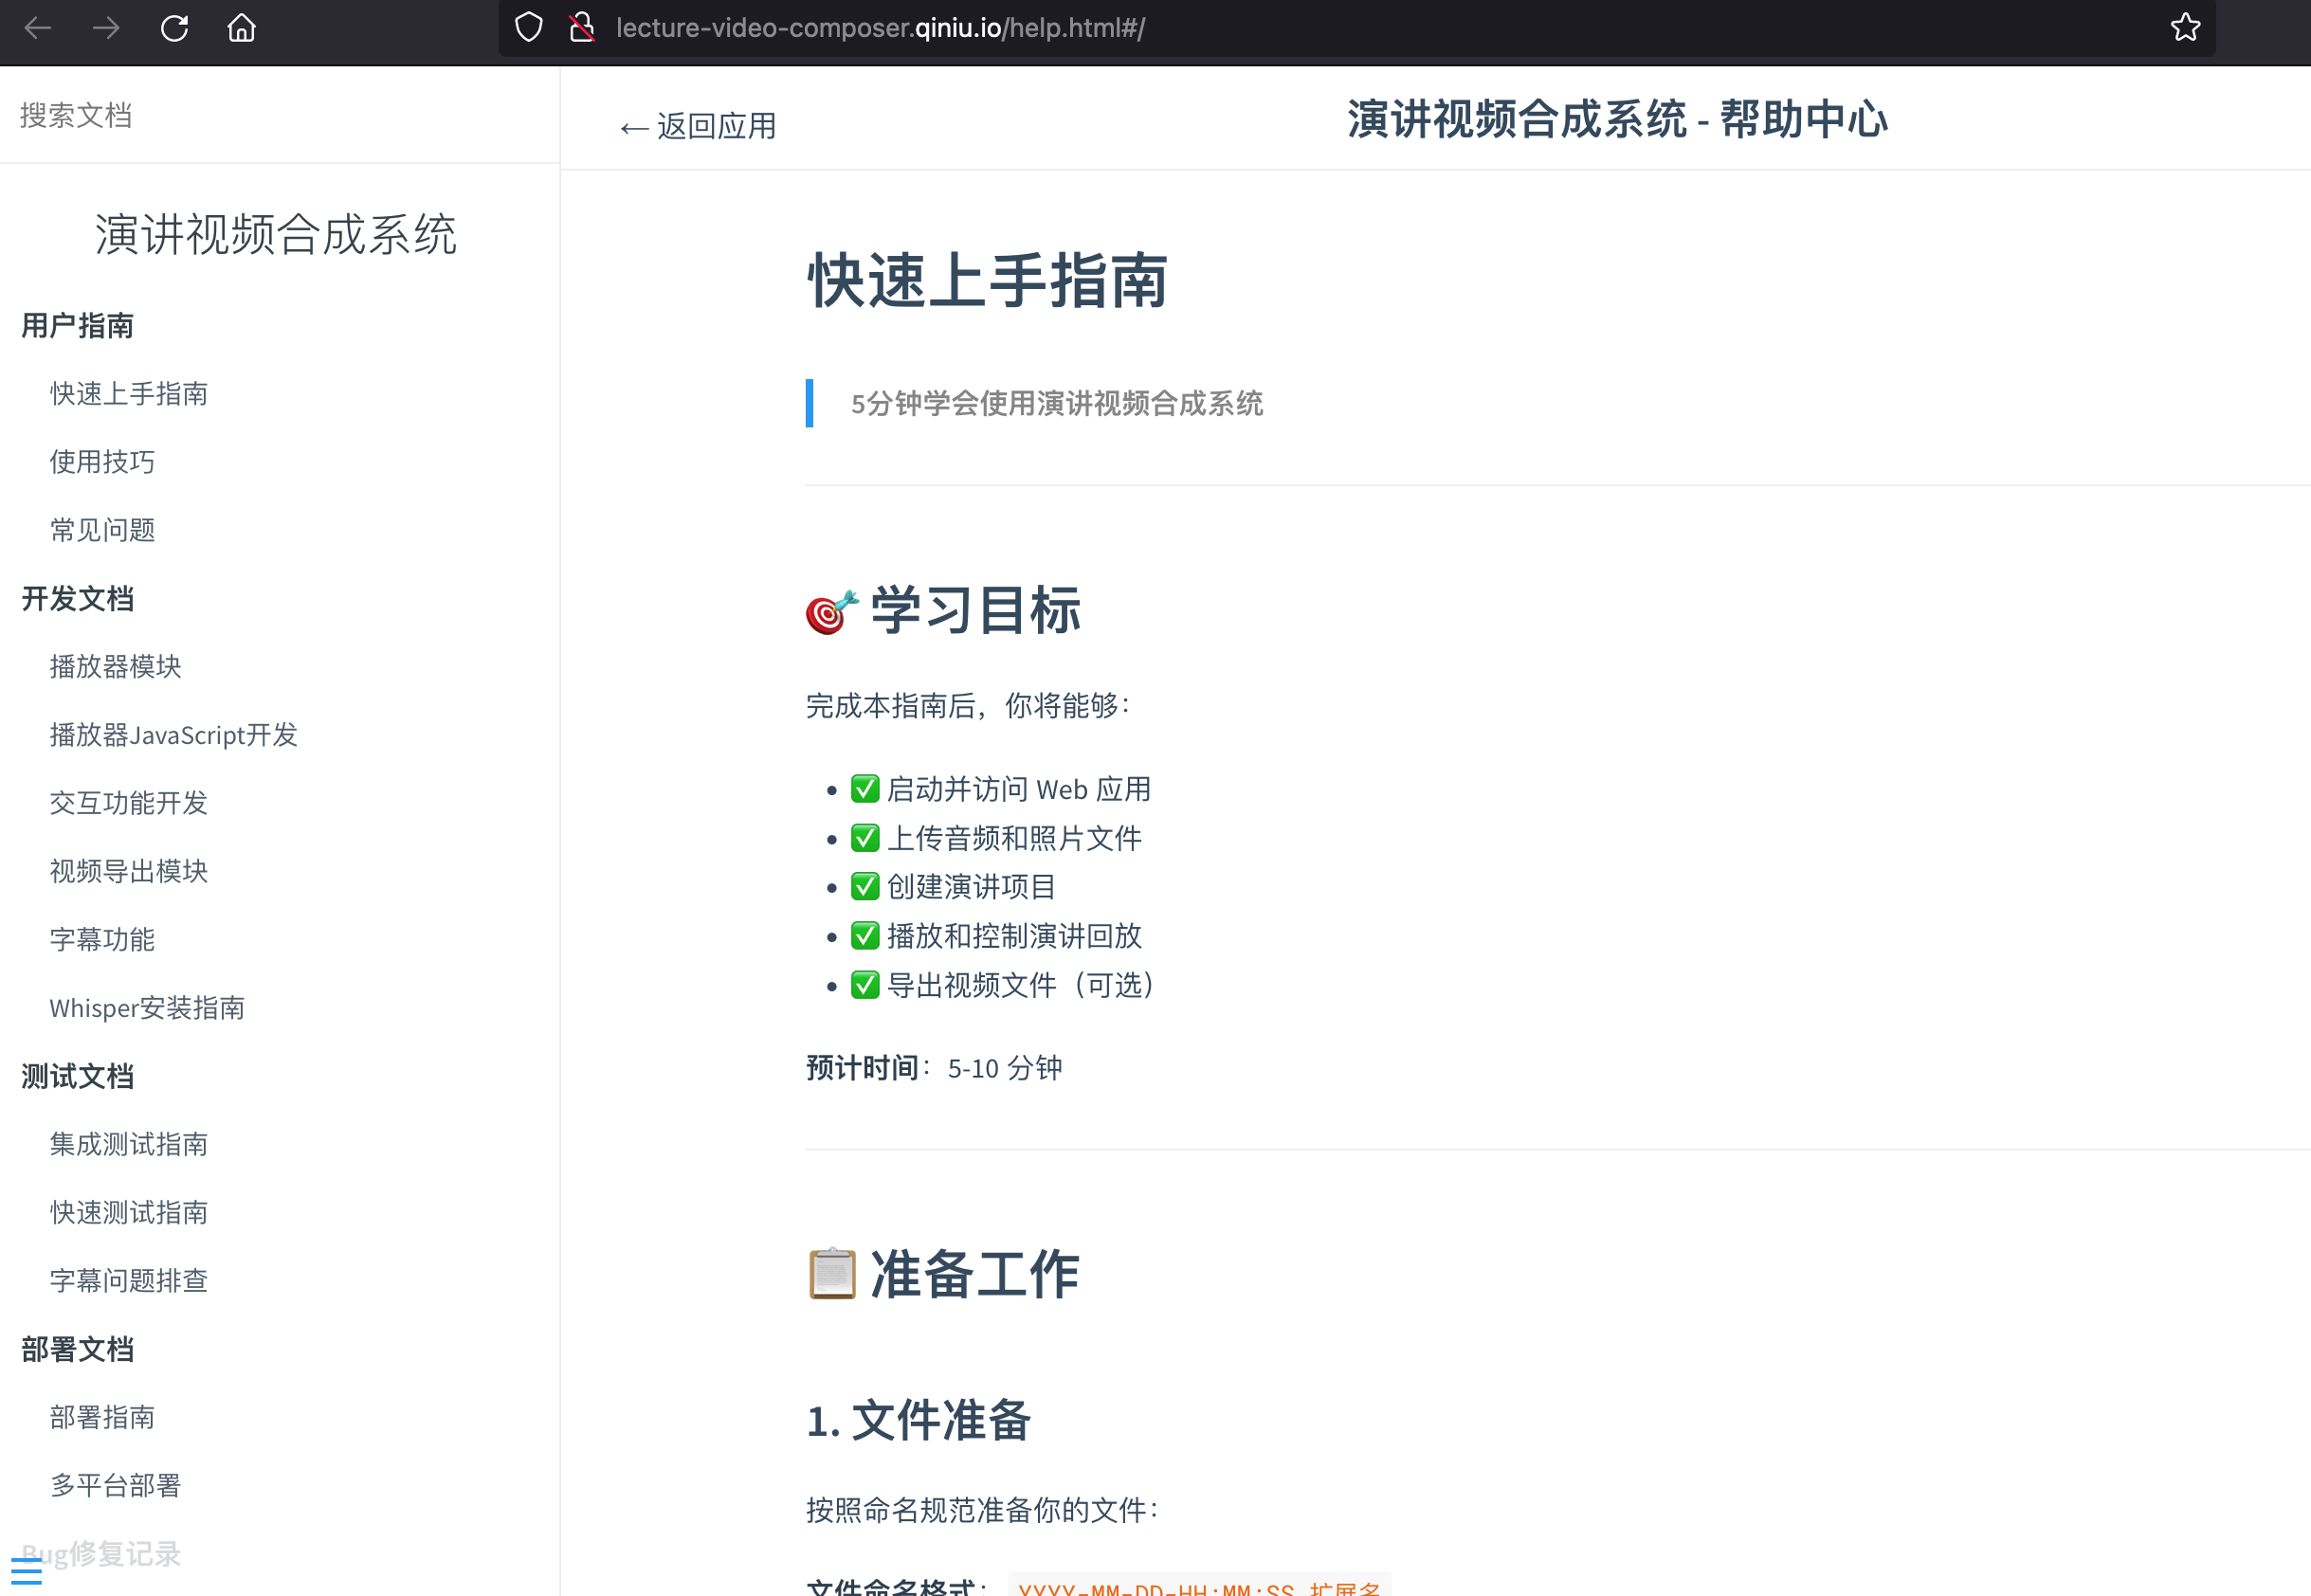 lecture-video-composer.qiniu.io/help.html#/
搜索文档
演讲视频合成系统
用户指南
快速上手指南
使用技巧
常见问题
开发文档
播放器模块
播放器JavaScript开发
交互功能开发
视频导出模块
字幕功能
Whisper安装指南
测试文档
集成测试指南
快速测试指南
字幕问题排查
部署文档
部署指南
多平台部署
Bug修复记录
← 返回应用
演讲视频合成系统 - 帮助中心
快速上手指南
5分钟学会使用演讲视频合成系统
🎯 学习目标
完成本指南后，你将能够：
• ✅ 启动并访问 Web 应用
• ✅ 上传音频和照片文件
• ✅ 创建演讲项目
• ✅ 播放和控制演讲回放
• ✅ 导出视频文件（可选）
预计时间：5-10 分钟
📋 准备工作
1. 文件准备
按照命名规范准备你的文件：
文件命名格式：YYYY-MM-DD-HH:MM:SS.扩展名